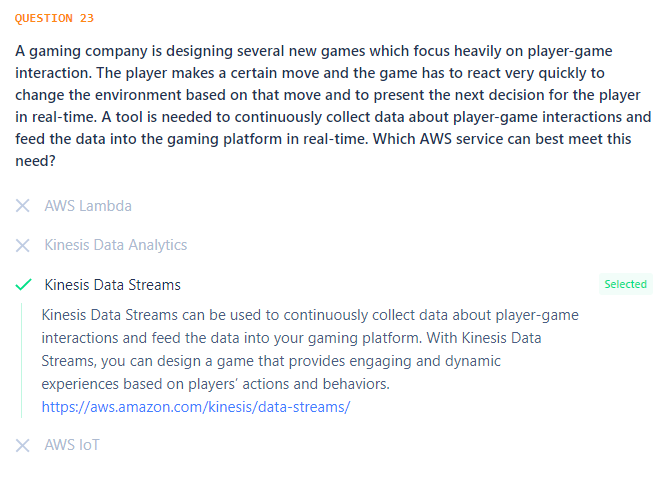 QUESTION 23
A gaming company is designing several new games which focus heavily on player-game
interaction. The player makes a certain move and the game has to react very quickly to
change the environment based on that move and to present the next decision for the player
in real-time. A tool is needed to continuously collect data about player-game interactions and
feed the data into the gaming platform in real-time. Which AWS service can best meet this
need?
AWS Lambda
Kinesis Data Analytics
Kinesis Data Streams
Selected
Kinesis Data Streams can be used to continuously collect data about player-game
interactions and feed the data into your gaming platform. With Kinesis Data
Streams, you can design a game that provides engaging and dynamic
experiences based on players’ actions and behaviors.
https://aws.amazon.com/kinesis/data-streams/
AWS IoT